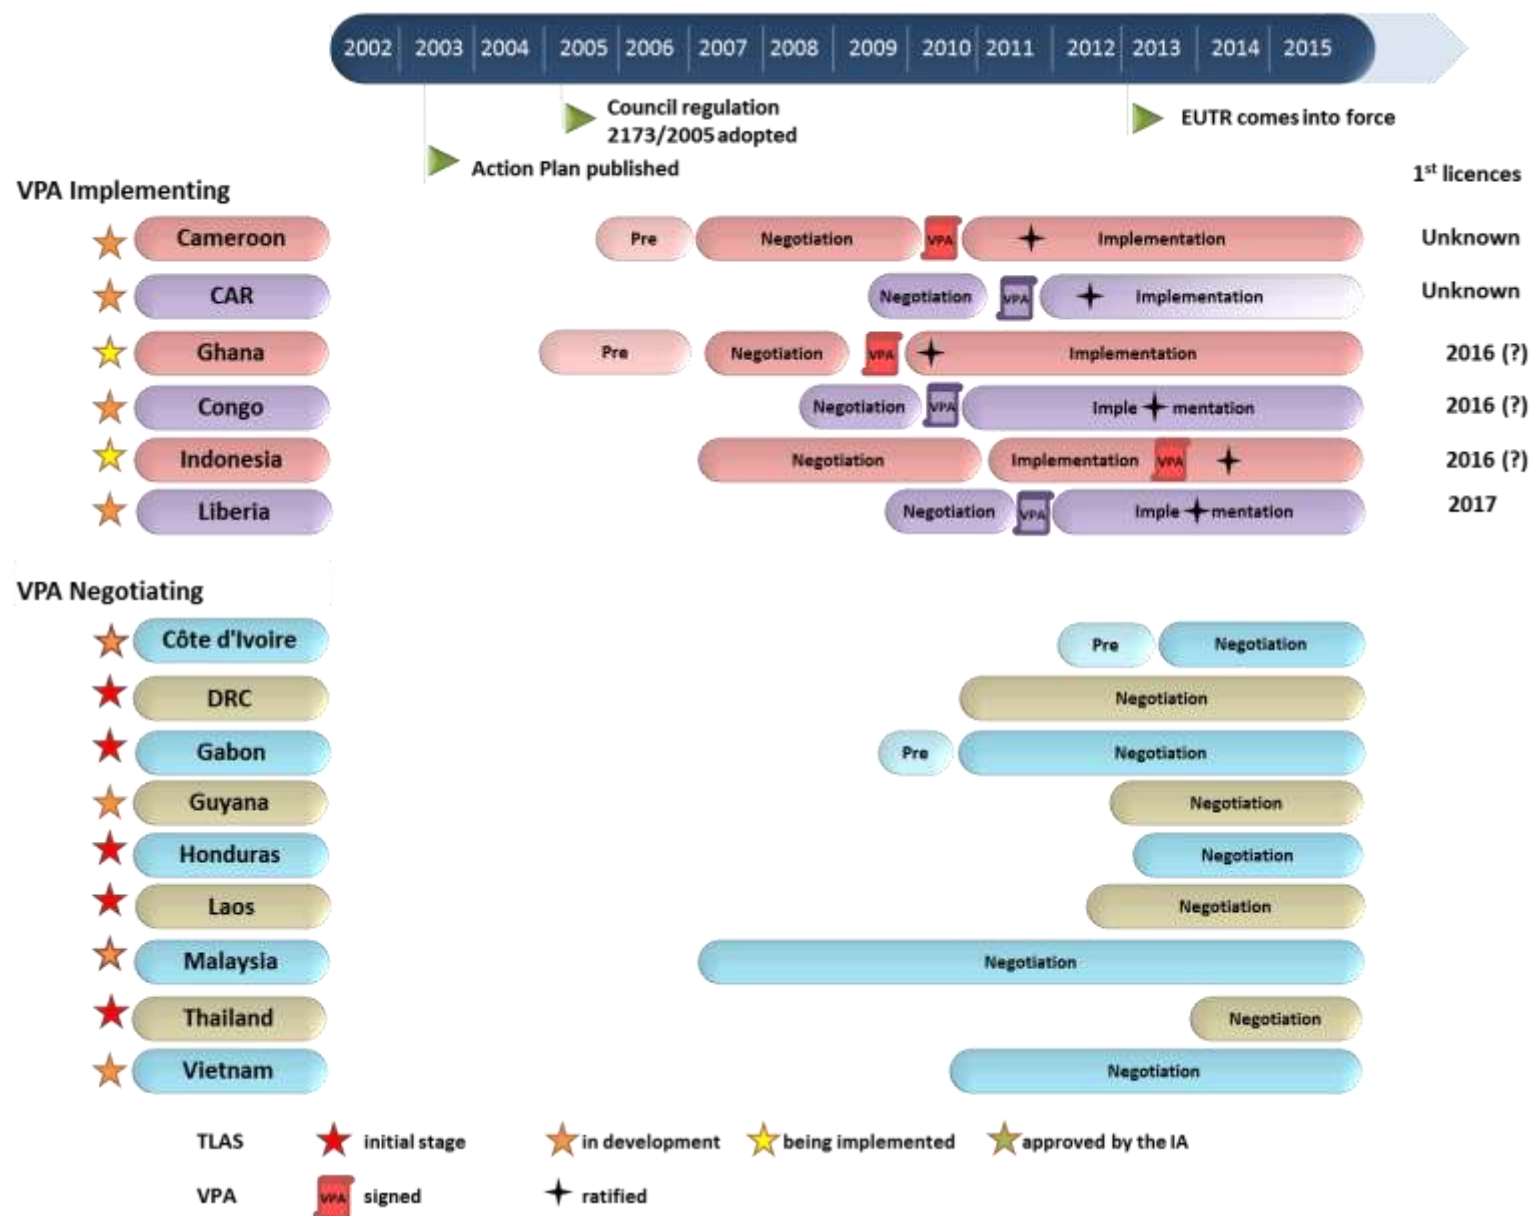 2002 2003 2004 2005 2006 2007 2008 2009 2010 2011 2012 2013 2014 2015
Council regulation
2173/2005 adopted
EUTR comes into force
Action Plan published
1st licences
VPA Implementing
Cameroon Pre Negotiation VPA Implementation Unknown
CAR Negotiation VPA Implementation Unknown
Ghana Pre Negotiation VPA Implementation 2016 (?)
Congo Negotiation VPA Imple mentation 2016 (?)
Indonesia Negotiation Implementation VPA 2016 (?)
Liberia Negotiation VPA Imple mentation 2017
VPA Negotiating
Côte d'Ivoire Pre Negotiation
DRC Negotiation
Gabon Pre Negotiation
Guyana Negotiation
Honduras Negotiation
Laos Negotiation
Malaysia Negotiation
Thailand Negotiation
Vietnam Negotiation
TLAS initial stage in development being implemented approved by the IA
VPA VPA signed ratified